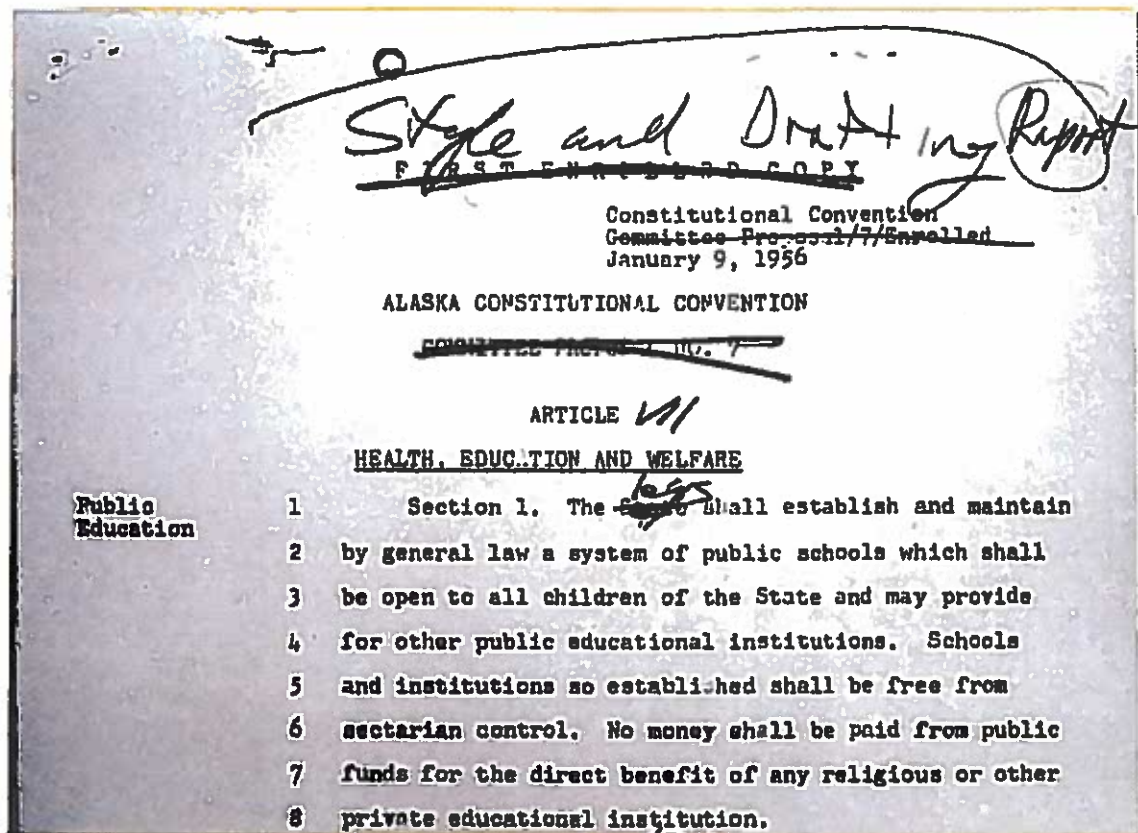 Style and Drafting Report
FIRST ENROLLED COPY
Constitutional Convention
Committee Proposal/7/Enrolled
January 9, 1956
ALASKA CONSTITUTIONAL CONVENTION
COMMITTEE PROPOSAL NO. 7
ARTICLE VII
HEALTH, EDUCATION AND WELFARE
legis
Public Education
1 Section 1. The shall establish and maintain
2 by general law a system of public schools which shall
3 be open to all children of the State and may provide
4 for other public educational institutions. Schools
5 and institutions so established shall be free from
6 sectarian control. No money shall be paid from public
7 funds for the direct benefit of any religious or other
8 private educational institution.